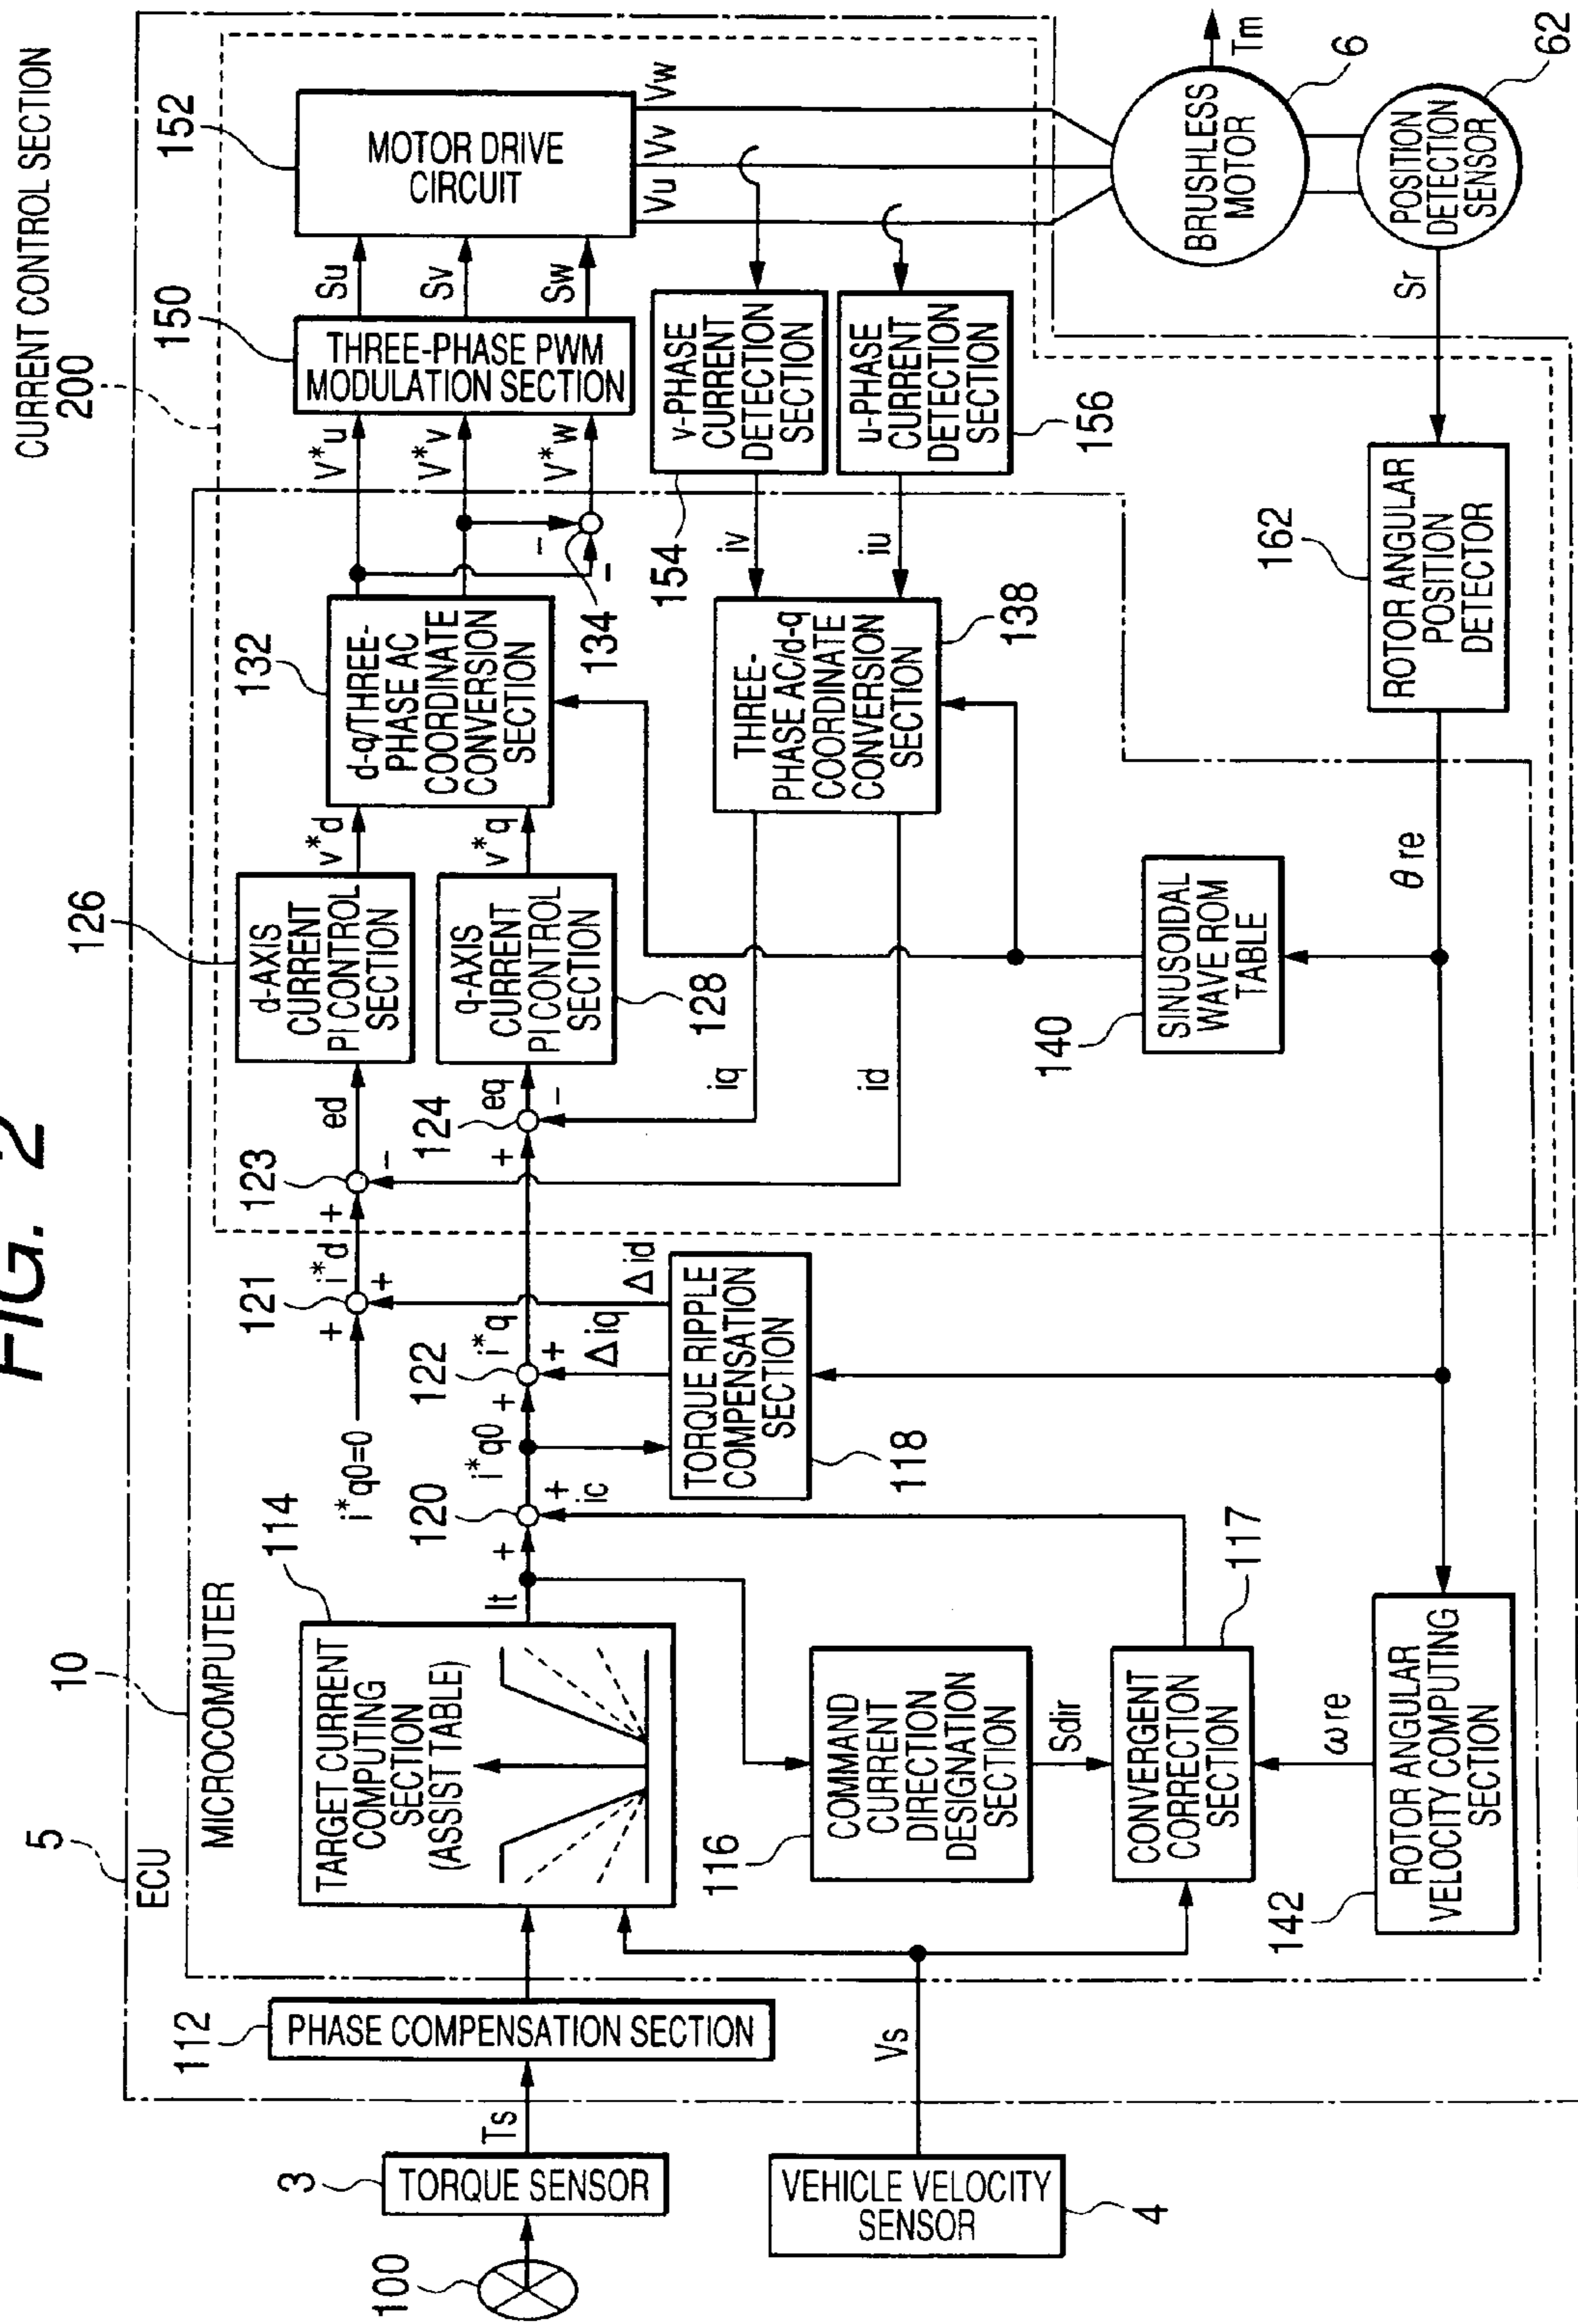 FIG. 2
CURRENT CONTROL SECTION
200
5
ECU
10
MICROCOMPUTER
100
3
TORQUE SENSOR
Ts
112
PHASE COMPENSATION SECTION
VEHICLE VELOCITY
SENSOR
4
Vs
114
TARGET CURRENT
COMPUTING
SECTION
(ASSIST TABLE)
It
116
COMMAND
CURRENT
DIRECTION
DESIGNATION
SECTION
Sdir
117
CONVERGENT
CORRECTION
SECTION
ωre
142
ROTOR ANGULAR
VELOCITY COMPUTING
SECTION
120
+
+
ic
i*q0
i*q0=0
121
+
+
i*d
122
+
+
i*q
Δiq
Δid
TORQUE RIPPLE
COMPENSATION
SECTION
118
123
+
−
ed
124
+
−
eq
iq
id
126
d-AXIS
CURRENT
PI CONTROL
SECTION
v*d
q-AXIS
CURRENT
PI CONTROL
SECTION
128
v*q
132
d-q/THREE-
PHASE AC
COORDINATE
CONVERSION
SECTION
134
−
−
V*u
V*v
V*w
THREE-
PHASE AC/d-q
COORDINATE
CONVERSION
SECTION
138
140
SINUSOIDAL
WAVE ROM
TABLE
θre
150
THREE-PHASE PWM
MODULATION SECTION
Su
Sv
Sw
152
MOTOR DRIVE
CIRCUIT
Vu
Vv
Vw
154
v-PHASE
CURRENT
DETECTION
SECTION
iv
u-PHASE
CURRENT
DETECTION
SECTION
156
iu
162
ROTOR ANGULAR
POSITION
DETECTOR
Sr
BRUSHLESS
MOTOR
6
Tm
POSITION
DETECTION
SENSOR
62